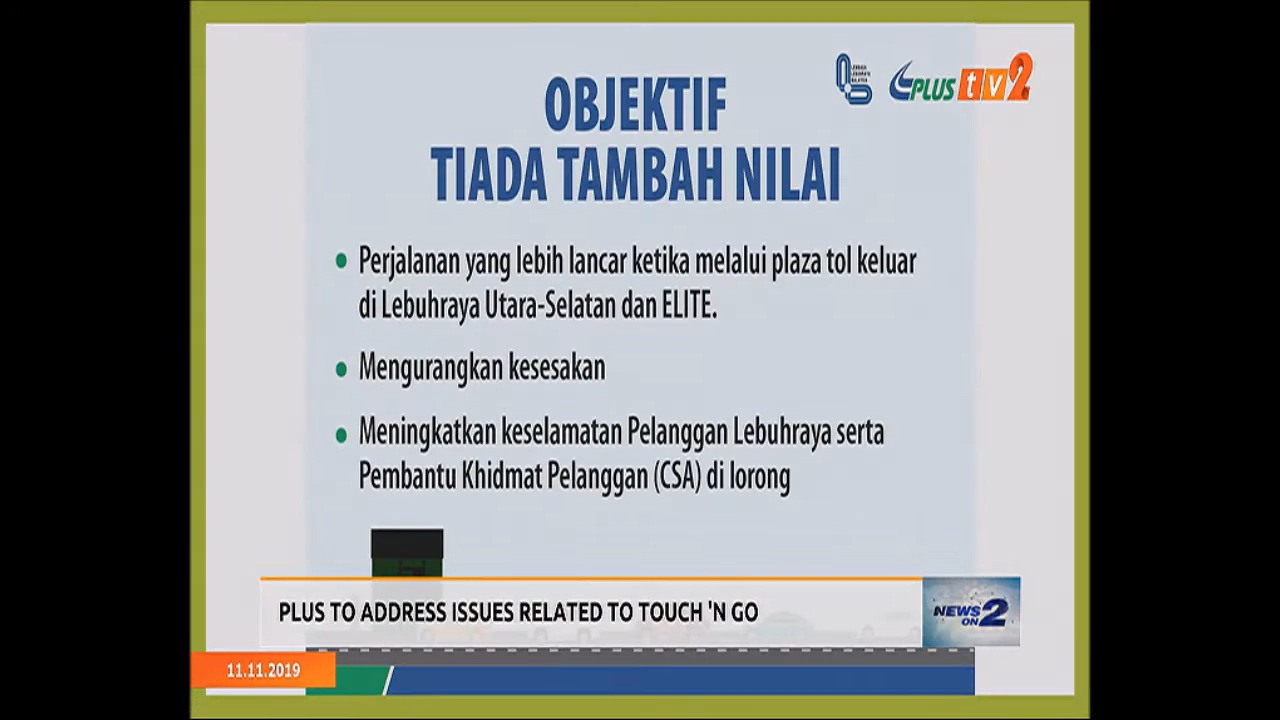 OBJEKTIF
TIADA TAMBAH NILAI
PLUS tv2
• Perjalanan yang lebih lancar ketika melalui plaza tol keluar
di Lebuhraya Utara-Selatan dan ELITE.
• Mengurangkan kesesakan
• Meningkatkan keselamatan Pelanggan Lebuhraya serta
Pembantu Khidmat Pelanggan (CSA) di lorong
PLUS TO ADDRESS ISSUES RELATED TO TOUCH 'N GO
NEWS
ON 2
11.11.2019